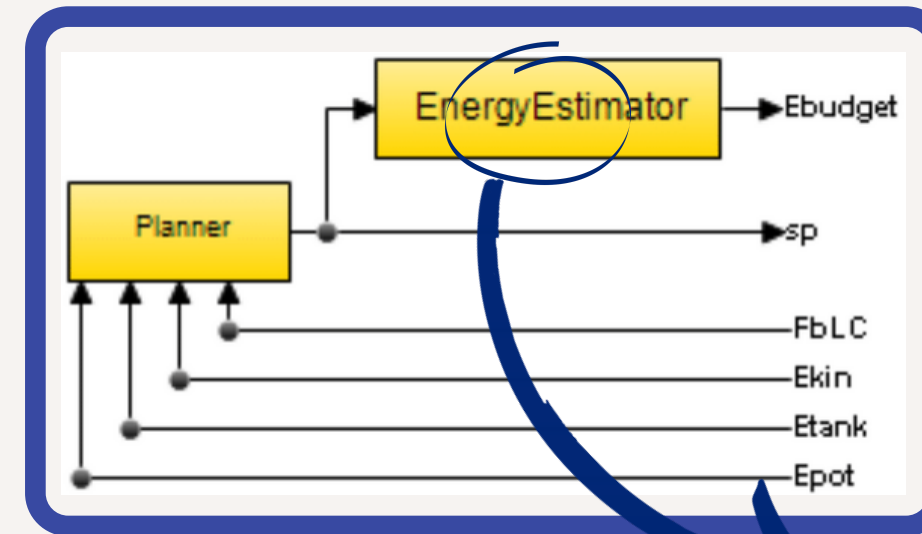 EnergyEstimator
Ebudget
Planner
sp
FbLC
Ekin
Etank
Epot